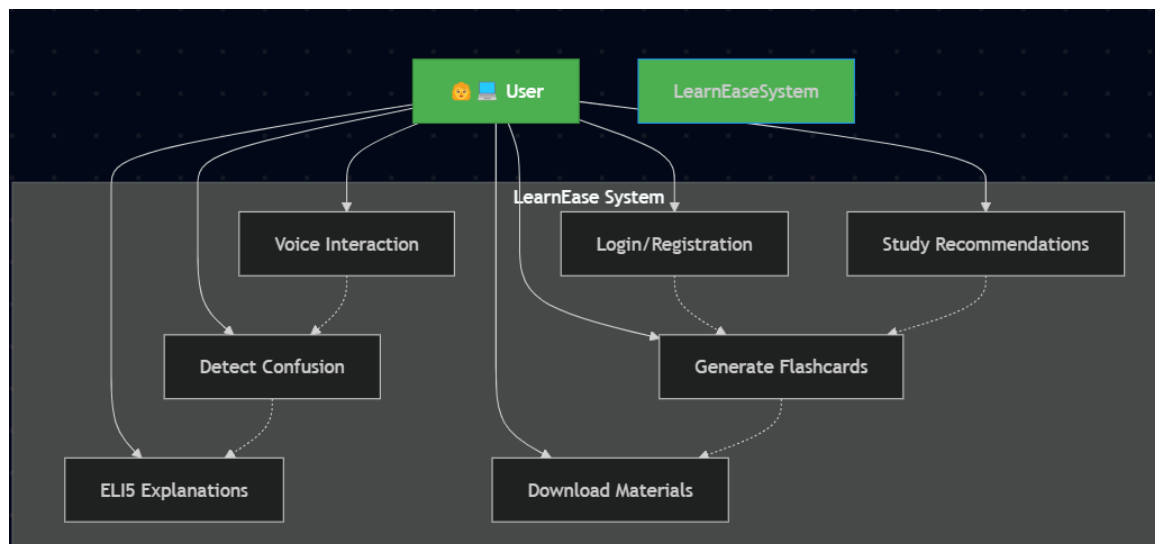 👩‍💻 User
LearnEaseSystem
LearnEase System
Voice Interaction
Login/Registration
Study Recommendations
Detect Confusion
Generate Flashcards
ELI5 Explanations
Download Materials